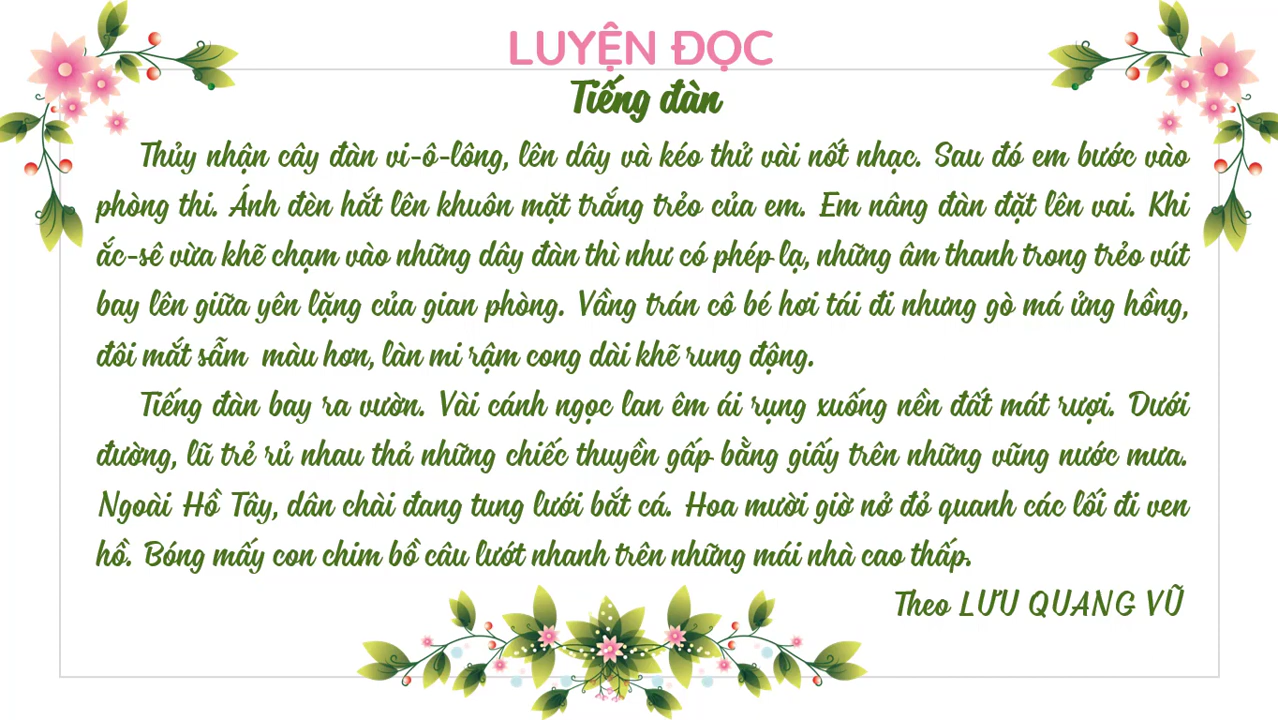 LUYỆN ĐỌC
Tiếng đàn
Thủy nhận cây đàn vi-ô-lông, lên dây và kéo thử vài nốt nhạc. Sau đó em bước vào
phòng thi. Ánh đèn hắt lên khuôn mặt trắng trẻo của em. Em nâng đàn đặt lên vai. Khi
ắc-sê vừa khẽ chạm vào những dây đàn thì như có phép lạ, những âm thanh trong trẻo vút
bay lên giữa yên lặng của gian phòng. Vầng trán cô bé hơi tái đi nhưng gò má ửng hồng,
đôi mắt sẫm màu hơn, làn mi rậm cong dài khẽ rung động.
Tiếng đàn bay ra vườn. Vài cánh ngọc lan êm ái rụng xuống nền đất mát rượi. Dưới
đường, lũ trẻ rủ nhau thả những chiếc thuyền gấp bằng giấy trên những vũng nước mưa.
Ngoài Hồ Tây, dân chài đang tung lưới bắt cá. Hoa mười giờ nở đỏ quanh các lối đi ven
hồ. Bóng mấy con chim bồ câu lướt nhanh trên những mái nhà cao thấp.
Theo LƯU QUANG VŨ